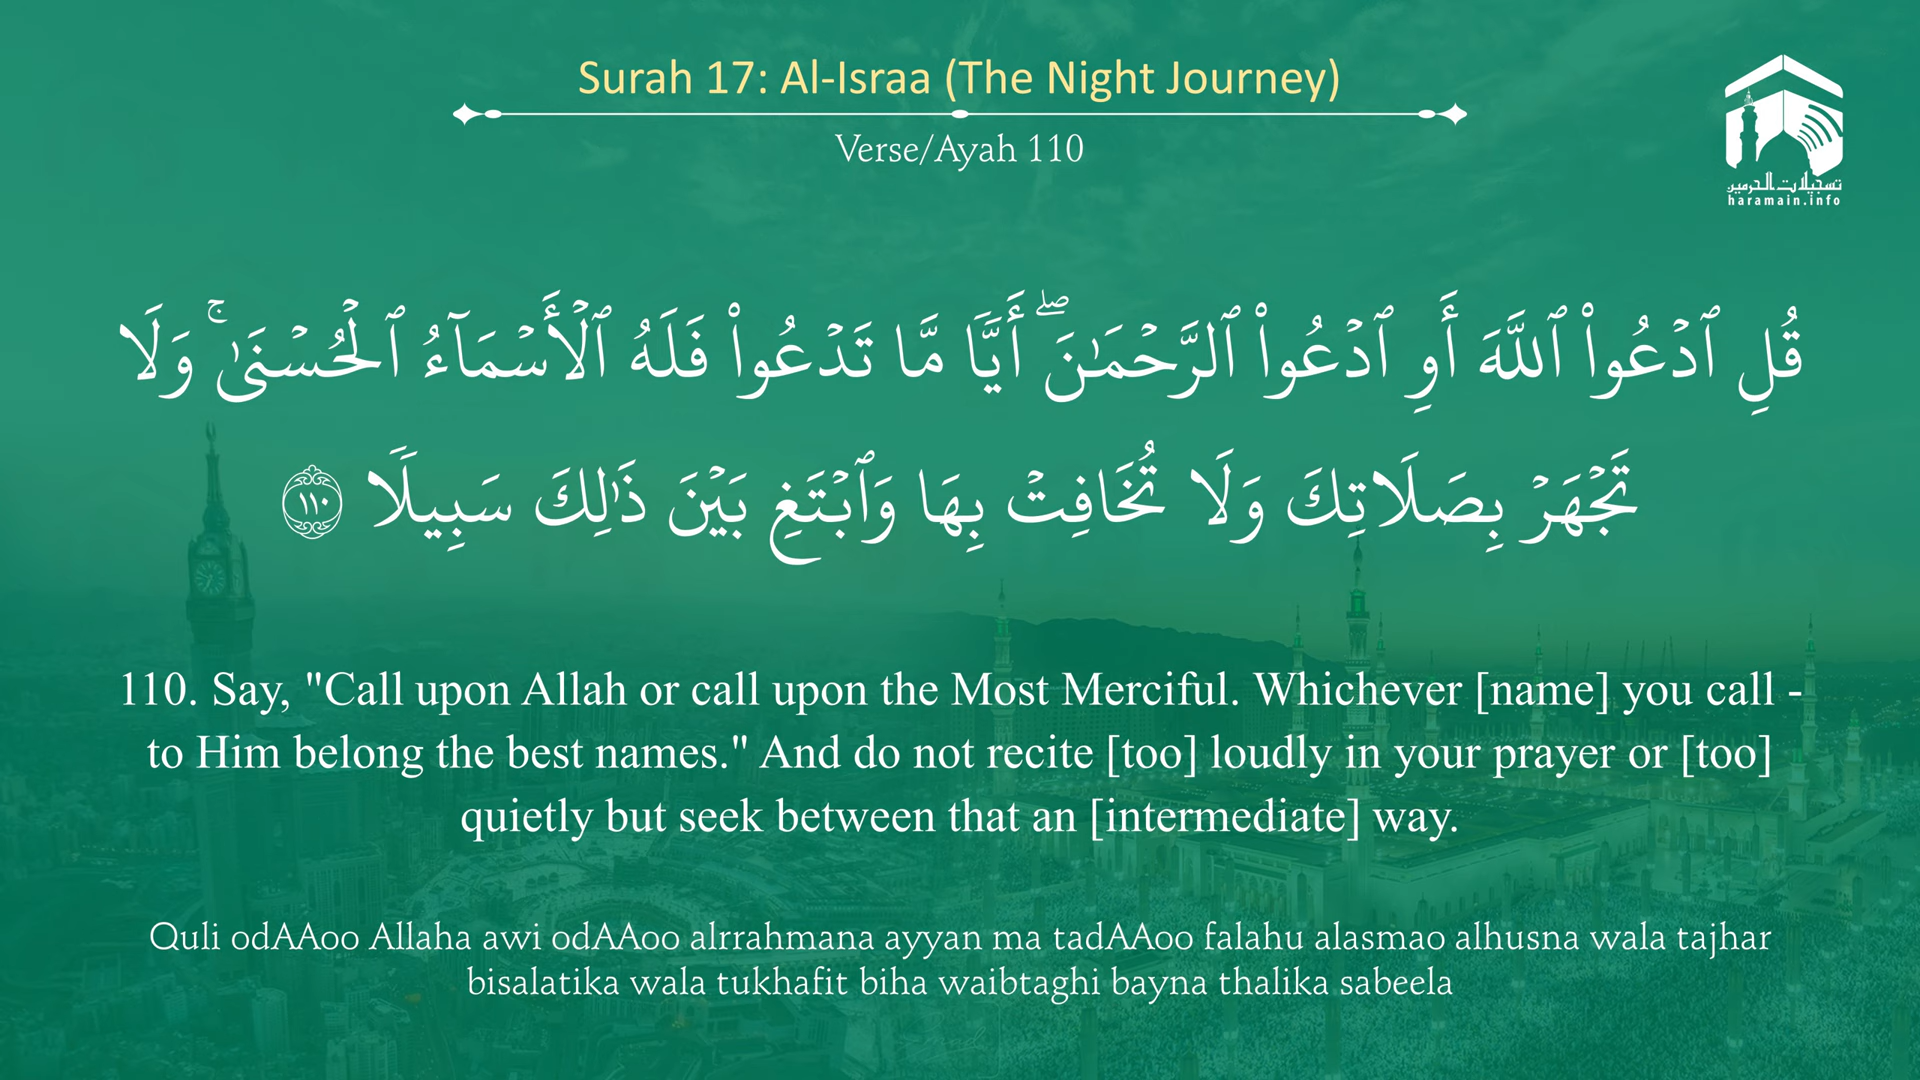 Surah 17: Al-Israa (The Night Journey)
Verse/Ayah 110
تسجيلات الحرمين
haramain.info
قُلِ ٱدۡعُواْ ٱللَّهَ أَوِ ٱدۡعُواْ ٱلرَّحۡمَٰنَۖ أَيّٗا مَّا تَدۡعُواْ فَلَهُ ٱلۡأَسۡمَآءُ ٱلۡحُسۡنَىٰۚ وَلَا
تَجۡهَرۡ بِصَلَاتِكَ وَلَا تُخَافِتۡ بِهَا وَٱبۡتَغِ بَيۡنَ ذَٰلِكَ سَبِيلٗا ١١٠
110. Say, "Call upon Allah or call upon the Most Merciful. Whichever [name] you call -
to Him belong the best names." And do not recite [too] loudly in your prayer or [too]
quietly but seek between that an [intermediate] way.
Quli odAAoo Allaha awi odAAoo alrrahmana ayyan ma tadAAoo falahu alasmao alhusna wala tajhar
bisalatika wala tukhafit biha waibtaghi bayna thalika sabeela